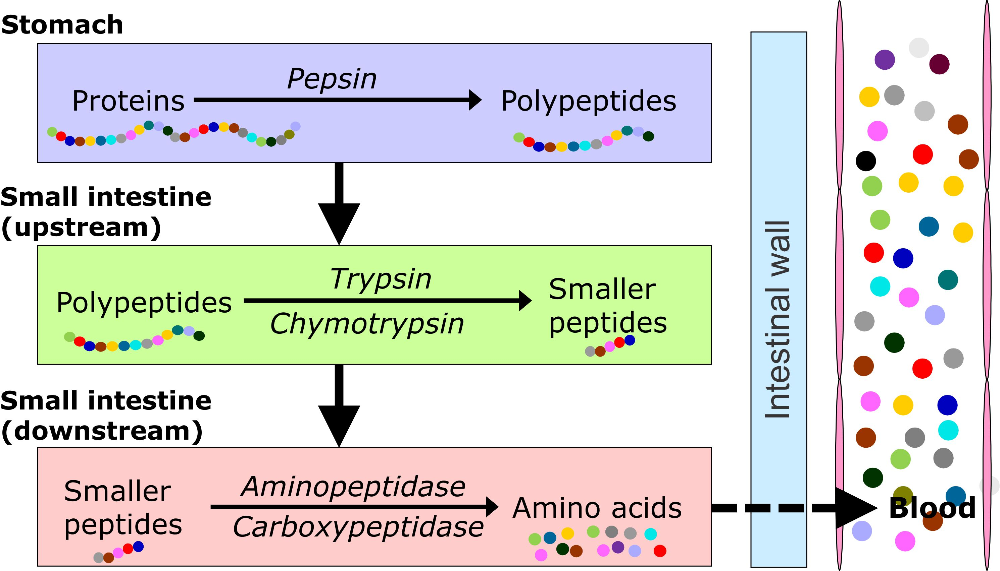 Stomach
Pepsin
Proteins
Polypeptides
Small intestine
(upstream)
Trypsin
Polypeptides
Chymotrypsin
Smaller
peptides
Small intestine
(downstream)
Smaller
peptides
Aminopeptidase
Carboxypeptidase
Amino acids
Intestinal wall
Blood